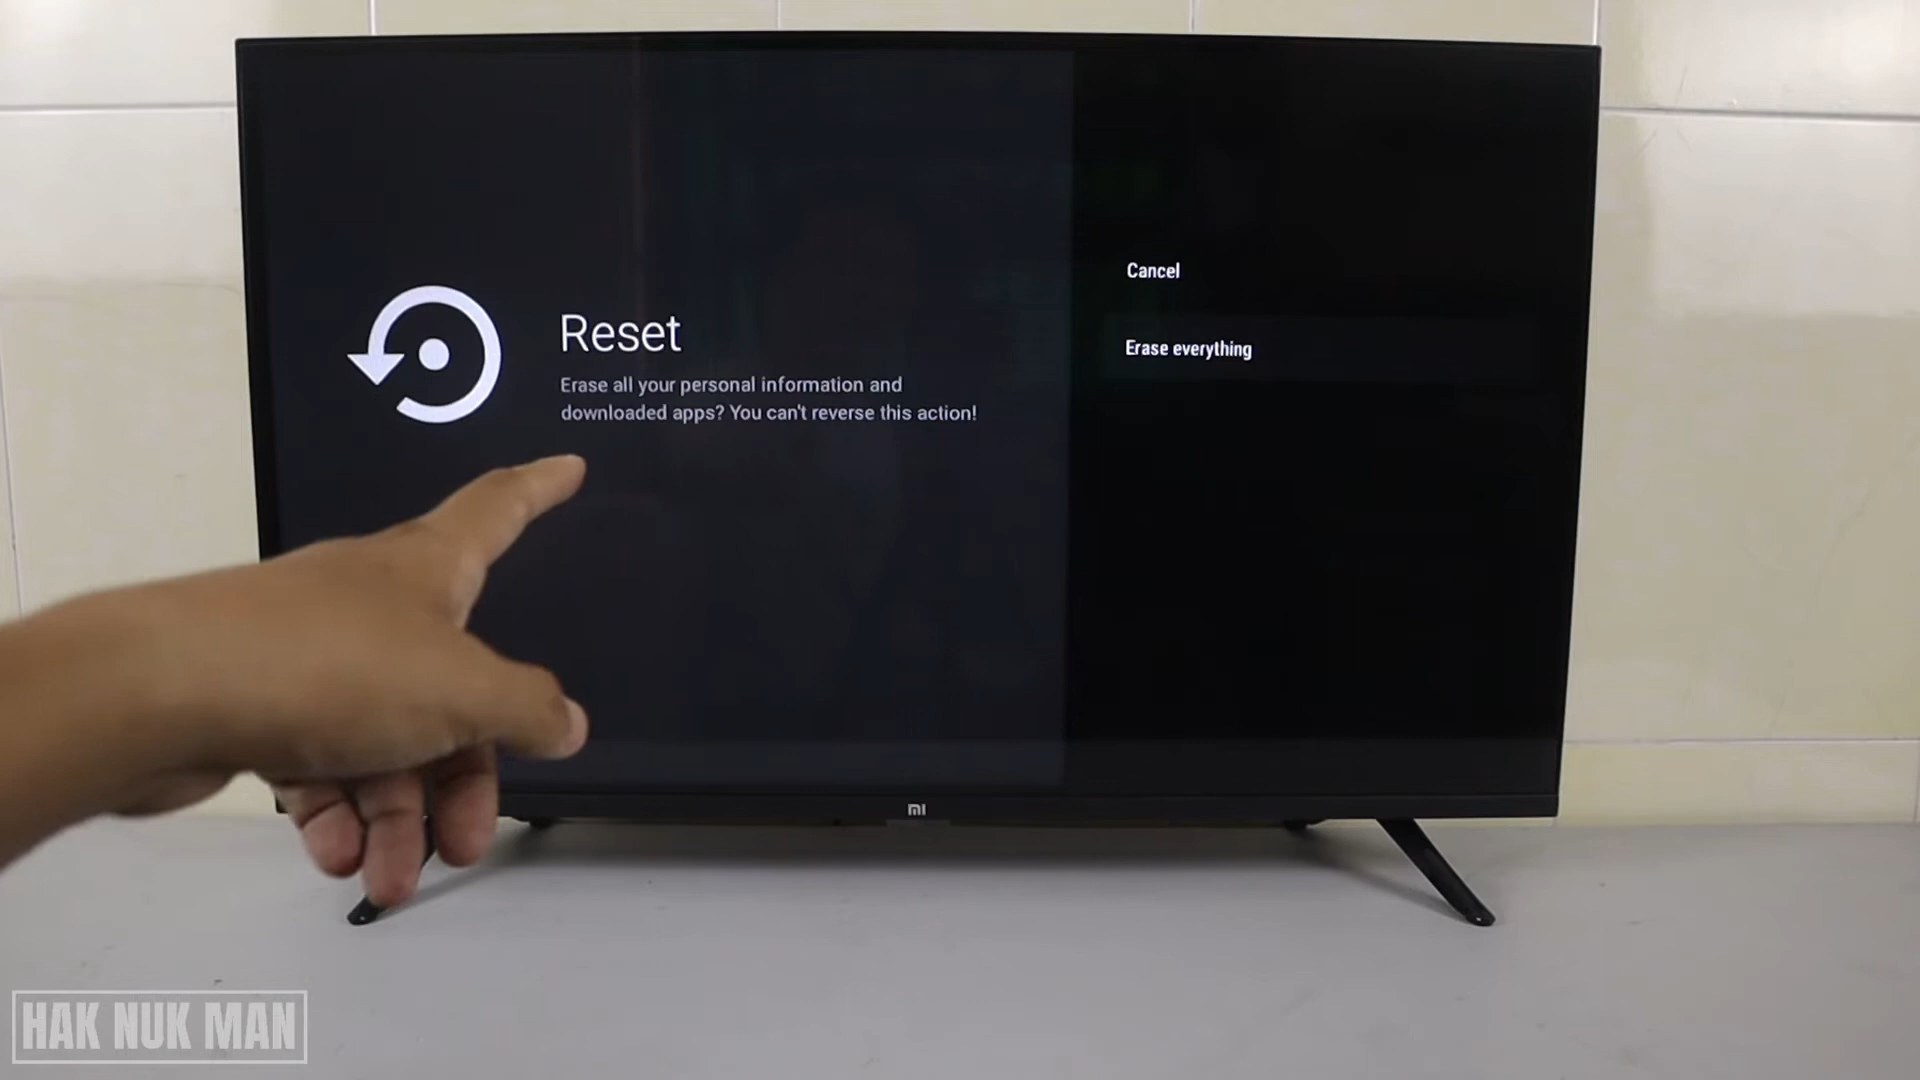 Reset
Erase all your personal information and
downloaded apps? You can't reverse this action!
Cancel
Erase everything
mi
HAK NUK MAN